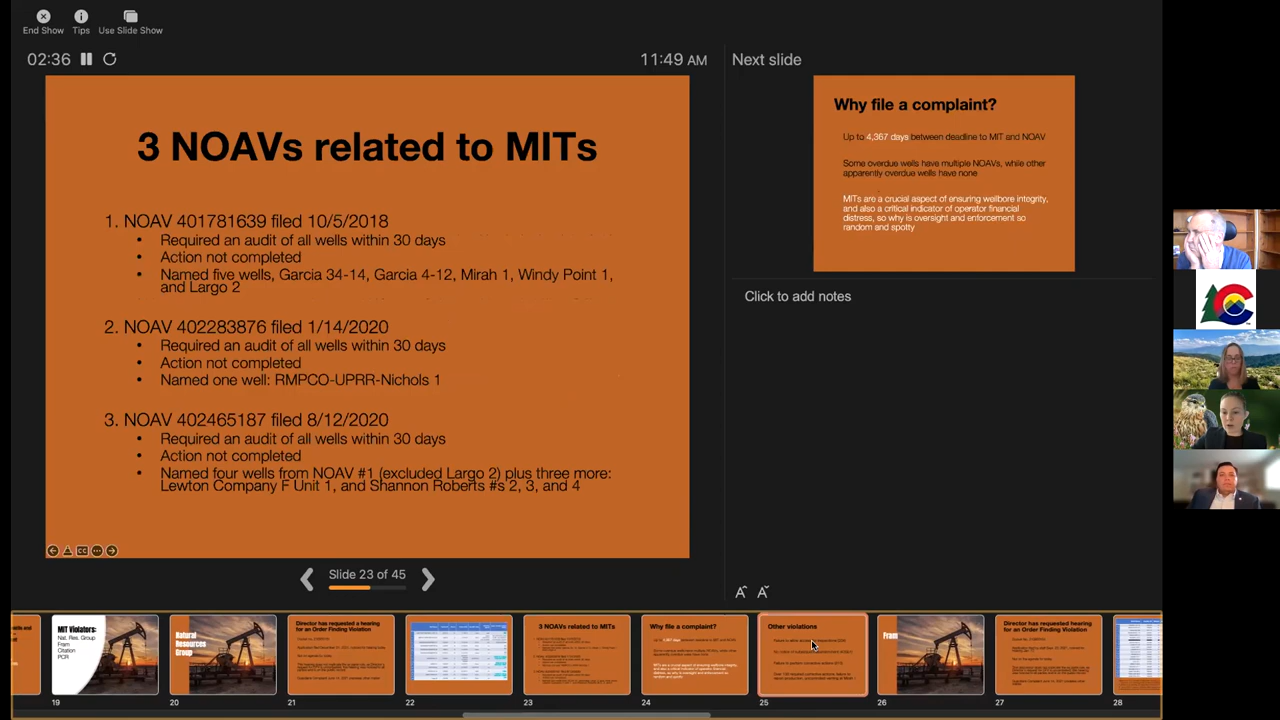 End Show Tips Use Slide Show
02:36
11:49 AM
3 NOAVs related to MITs
1. NOAV 401781639 filed 10/5/2018
• Required an audit of all wells within 30 days
• Action not completed
• Named five wells, Garcia 34-14, Garcia 4-12, Mirah 1, Windy Point 1,
and Largo 2
2. NOAV 402283876 filed 1/14/2020
• Required an audit of all wells within 30 days
• Action not completed
• Named one well: RMPCO-UPRR-Nichols 1
3. NOAV 402465187 filed 8/12/2020
• Required an audit of all wells within 30 days
• Action not completed
• Named four wells from NOAV #1 (excluded Largo 2) plus three more:
Lewton Company F Unit 1, and Shannon Roberts #s 2, 3, and 4
Slide 23 of 45
Next slide
Why file a complaint?
Up to 4,367 days between deadline to MIT and NOAV
Some overdue wells have multiple NOAVs, while other
apparently overdue wells have none
MITs are a crucial aspect of ensuring wellbore integrity,
and also a critical indicator of operator financial
distress, so why is oversight and enforcement so
random and spotty
Click to add notes
MIT Violators:
Nat. Res. Group
Fram
Citation
PCR
Natural
Resources
Group
Director has requested a hearing
for an Order Finding Violation
3 NOAVs related to MITs
Why file a complaint?
Other violations
Fram
Director has requested a hearing
for an Order Finding Violation
19 20 21 22 23 24 25 26 27 28